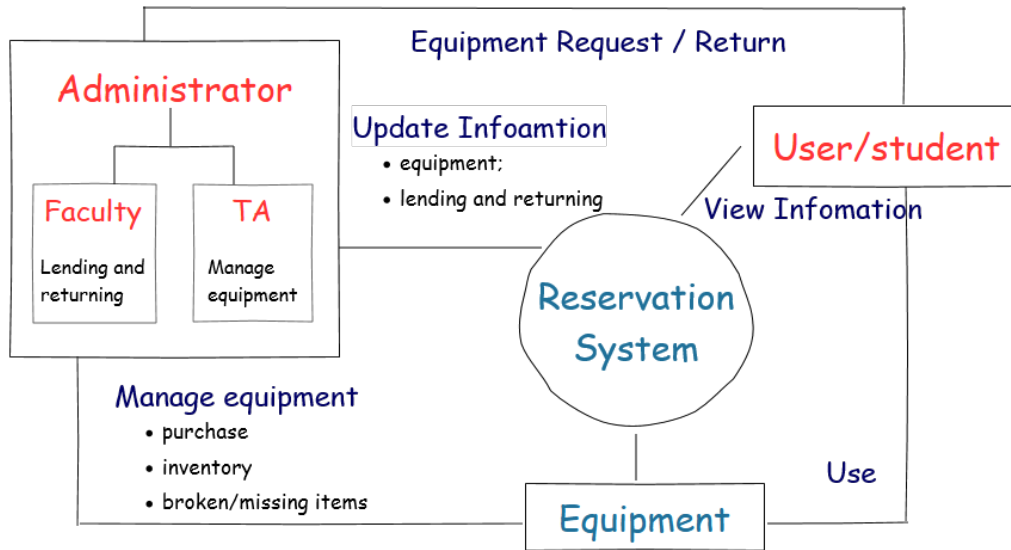 Equipment Request / Return
Administrator
Update Infoamtion
• equipment;
• lending and returning
User/student
View Infomation
Faculty
Lending and
returning
TA
Manage
equipment
Reservation
System
Manage equipment
• purchase
• inventory
• broken/missing items
Use
Equipment